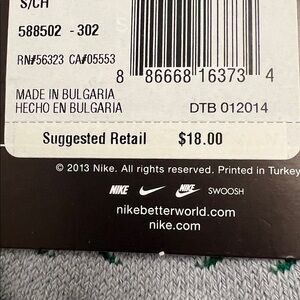 S/CH
588502 - 302
RN#56323 CA#05553
8 86668 16373 4
MADE IN BULGARIA
HECHO EN BULGARIA
DTB 012014
Suggested Retail $18.00
© 2013 Nike. All rights reserved. Printed in Turkey
NIKE NIKE SWOOSH
nikebetterworld.com
nike.com